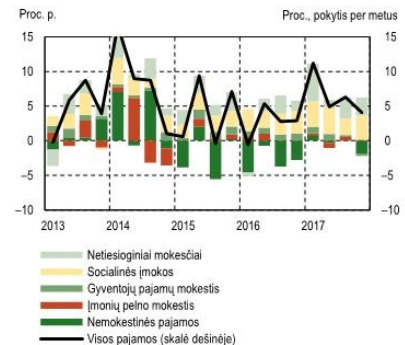 Proc. p.
Proc., pokytis per metus
15 15
10 10
5 5
0 0
–5 –5
–10 –10
2013 2014 2015 2016 2017
Netiesioginiai mokesčiai
Socialinės įmokos
Gyventojų pajamų mokestis
Įmonių pelno mokestis
Nemokestinės pajamos
Visos pajamos (skalė dešinėje)